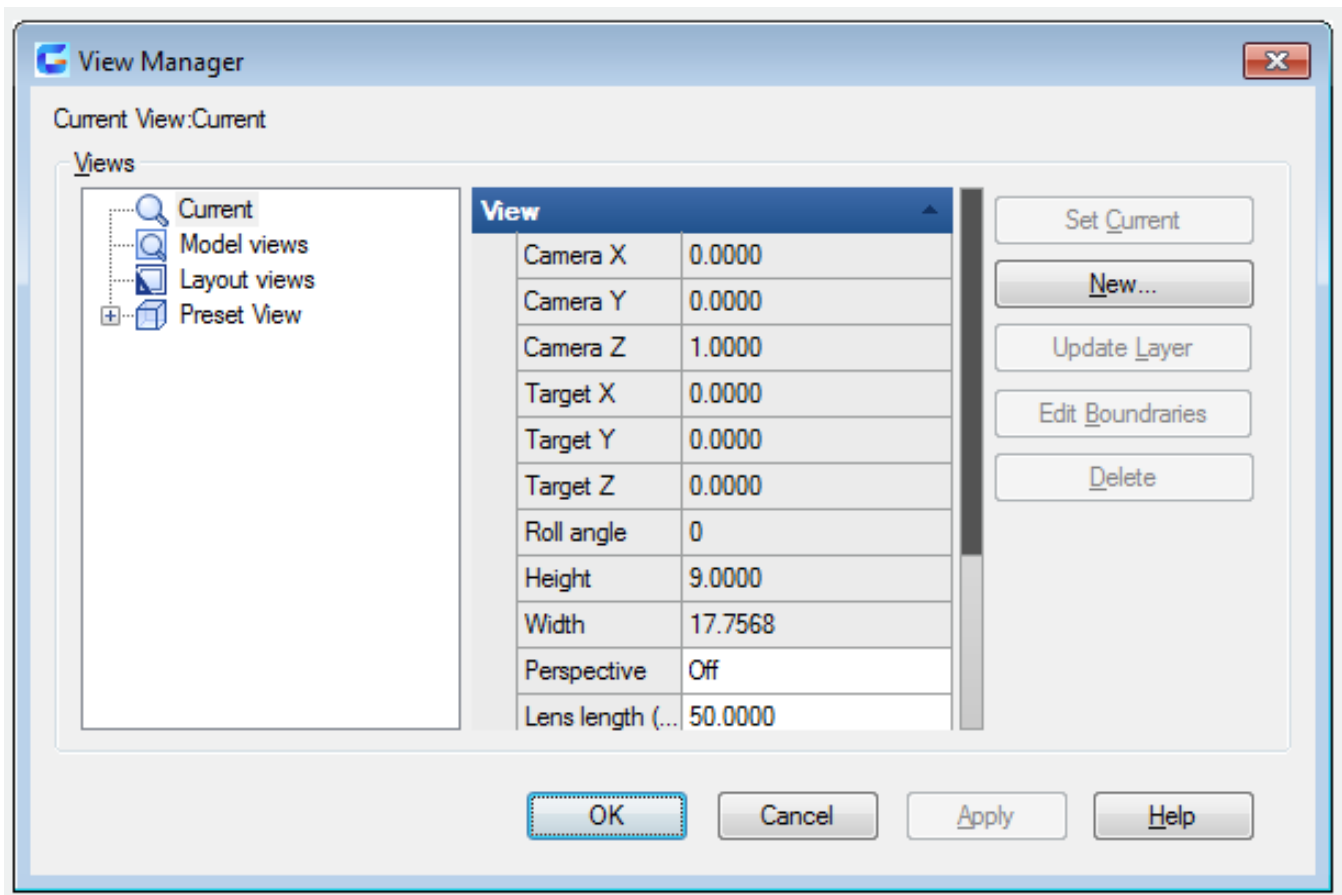 View Manager
Current View:Current
Views
Current
Model views
Layout views
Preset View
View
Camera X 0.0000
Camera Y 0.0000
Camera Z 1.0000
Target X 0.0000
Target Y 0.0000
Target Z 0.0000
Roll angle 0
Height 9.0000
Width 17.7568
Perspective Off
Lens length (... 50.0000
Set Current
New...
Update Layer
Edit Boundraries
Delete
OK Cancel Apply Help